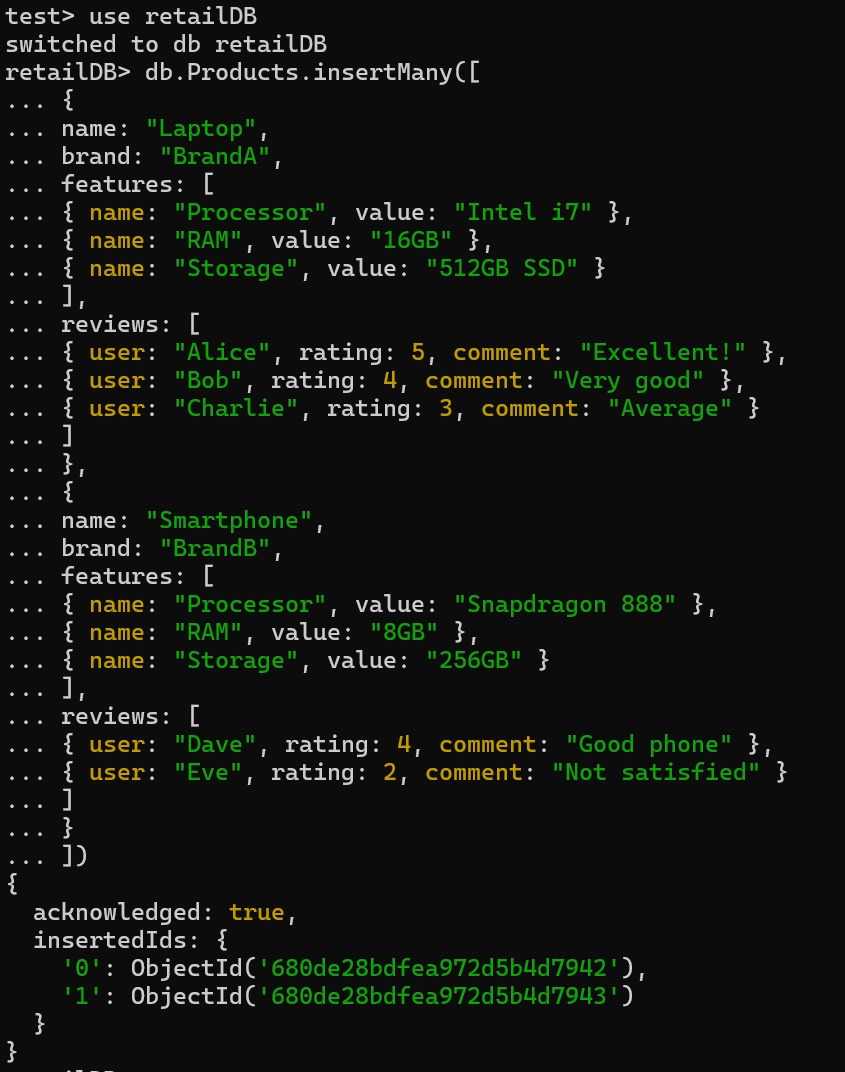 test> use retailDB
switched to db retailDB
retailDB> db.Products.insertMany([
... {
... name: "Laptop",
... brand: "BrandA",
... features: [
... { name: "Processor", value: "Intel i7" },
... { name: "RAM", value: "16GB" },
... { name: "Storage", value: "512GB SSD" }
... ],
... reviews: [
... { user: "Alice", rating: 5, comment: "Excellent!" },
... { user: "Bob", rating: 4, comment: "Very good" },
... { user: "Charlie", rating: 3, comment: "Average" }
... ]
... },
... {
... name: "Smartphone",
... brand: "BrandB",
... features: [
... { name: "Processor", value: "Snapdragon 888" },
... { name: "RAM", value: "8GB" },
... { name: "Storage", value: "256GB" }
... ],
... reviews: [
... { user: "Dave", rating: 4, comment: "Good phone" },
... { user: "Eve", rating: 2, comment: "Not satisfied" }
... ]
... }
... ])
{
  acknowledged: true,
  insertedIds: {
    '0': ObjectId('680de28bdfea972d5b4d7942'),
    '1': ObjectId('680de28bdfea972d5b4d7943')
  }
}